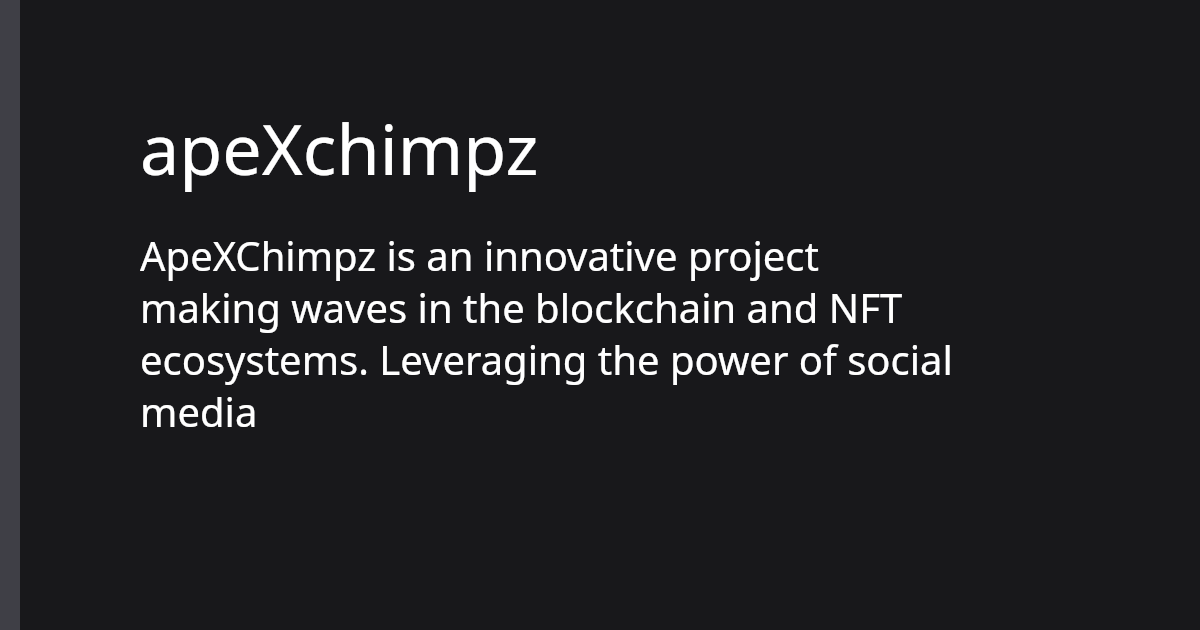 apeXchimpz
ApeXChimpz is an innovative project
making waves in the blockchain and NFT
ecosystems. Leveraging the power of social
media